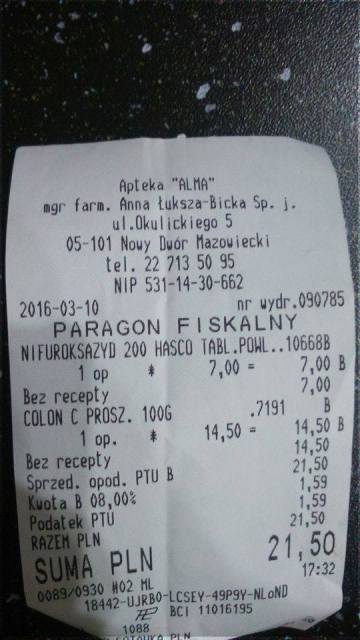 Apteka "ALMA"
mgr farm. Anna Łuksza-Bicka Sp. j.
ul.Okulickiego 5
05-101 Nowy Dwór Mazowiecki
tel. 22 713 50 95
NIP 531-14-30-662
2016-03-10 nr wydr.090785
PARAGON FISKALNY
NIFUROKSAZYD 200 HASCO TABL.POWL..10668B
1 op * 7,00 = 7,00 B
Bez recepty 7,00
COLON C PROSZ. 100G .7191 B
1 op. * 14,50 = 14,50 B
Bez recepty 14,50
Sprzed. opod. PTU B 21,50
Kwota B 08,00% 1,59
Podatek PTU 1,59
RAZEM PLN 21,50
SUMA PLN 21,50
0089/0930 #02 ML 17:32
18442-UJRBO-LCSEY-49P9Y-NLOND
BCI 11016195
1088
GOTÓWKA PLN